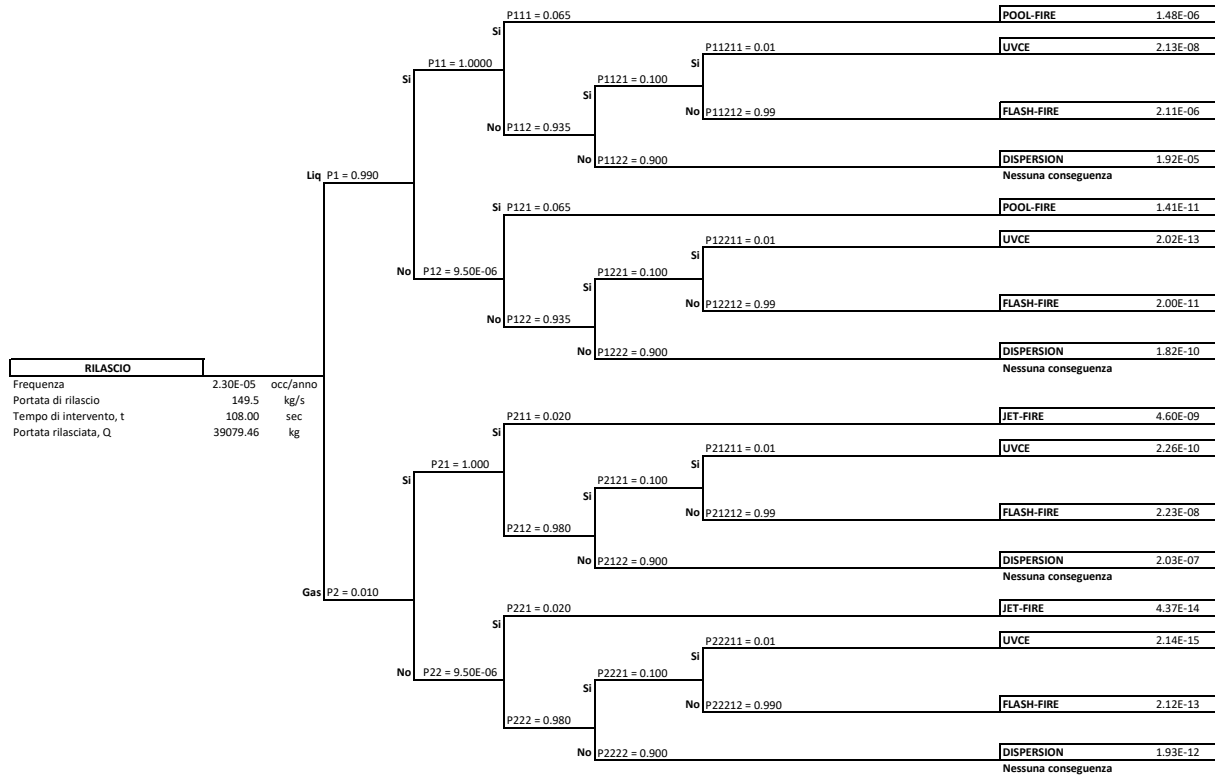 P111 = 0.065 POOL-FIRE 1.48E-06
Si
P11211 = 0.01 UVCE 2.13E-08
P11 = 1.0000 Si
Si P1121 = 0.100
Si
No P11212 = 0.99 FLASH-FIRE 2.11E-06
No P112 = 0.935
No P1122 = 0.900 DISPERSION 1.92E-05
Liq P1 = 0.990 Nessuna conseguenza
Si P121 = 0.065 POOL-FIRE 1.41E-11
P12211 = 0.01 UVCE 2.02E-13
Si
No P12 = 9.50E-06 P1221 = 0.100
Si
No P12212 = 0.99 FLASH-FIRE 2.00E-11
No P122 = 0.935
No P1222 = 0.900 DISPERSION 1.82E-10
RILASCIO Nessuna conseguenza
Frequenza 2.30E-05 occ/anno
Portata di rilascio 149.5 kg/s
Tempo di intervento, t 108.00 sec
Portata rilasciata, Q 39079.46 kg
P211 = 0.020 JET-FIRE 4.60E-09
Si
P21211 = 0.01 UVCE 2.26E-10
P21 = 1.000 Si
Si P2121 = 0.100
Si
No P21212 = 0.99 FLASH-FIRE 2.23E-08
P212 = 0.980
No P2122 = 0.900 DISPERSION 2.03E-07
Nessuna conseguenza
Gas P2 = 0.010
P221 = 0.020 JET-FIRE 4.37E-14
Si
P22211 = 0.01 UVCE 2.14E-15
Si
No P22 = 9.50E-06 P2221 = 0.100
Si
No P22212 = 0.990 FLASH-FIRE 2.12E-13
P222 = 0.980
No P2222 = 0.900 DISPERSION 1.93E-12
Nessuna conseguenza